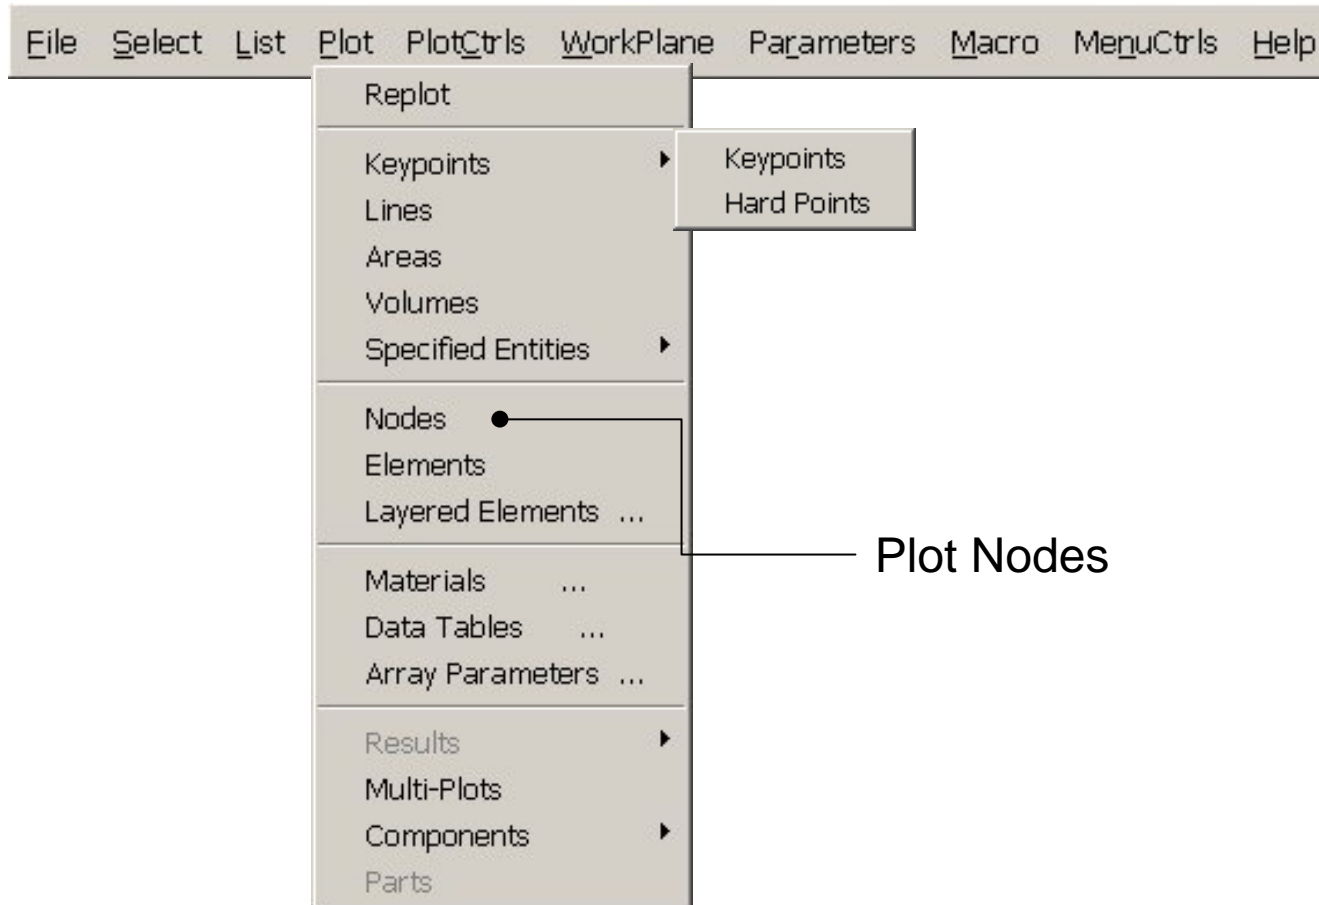 File Select List Plot PlotCtrls WorkPlane Parameters Macro MenuCtrls Help
Replot
Keypoints
Keypoints
Hard Points
Lines
Areas
Volumes
Specified Entities
Nodes
Elements
Layered Elements ...
Plot Nodes
Materials ...
Data Tables ...
Array Parameters ...
Results
Multi-Plots
Components
Parts